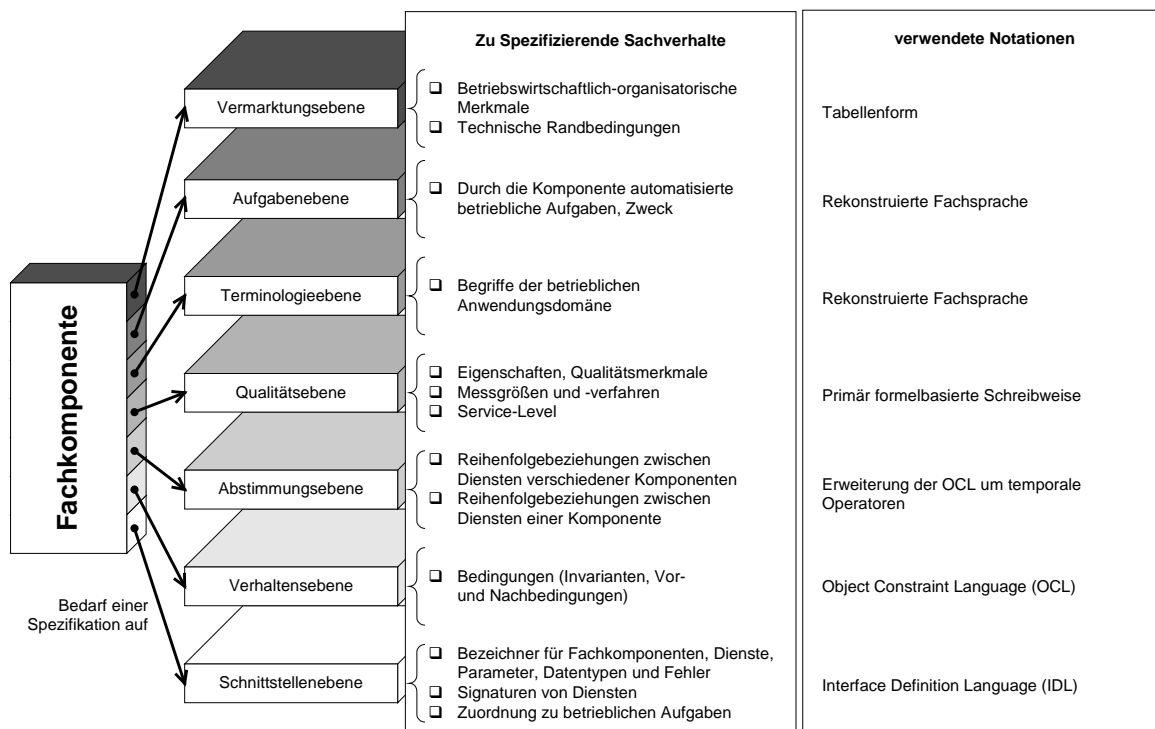 Zu Spezifizierende Sachverhalte
verwendete Notationen
Vermarktungsebene
Betriebswirtschaftlich-organisatorische
Merkmale
Technische Randbedingungen
Tabellenform
Aufgabenebene
Durch die Komponente automatisierte
betriebliche Aufgaben, Zweck
Rekonstruierte Fachsprache
Terminologieebene
Begriffe der betrieblichen
Anwendungsdomäne
Rekonstruierte Fachsprache
Fachkomponente
Qualitätsebene
Eigenschaften, Qualitätsmerkmale
Messgrößen und -verfahren
Service-Level
Primär formelbasierte Schreibweise
Abstimmungsebene
Reihenfolgebeziehungen zwischen
Diensten verschiedener Komponenten
Reihenfolgebeziehungen zwischen
Diensten einer Komponente
Erweiterung der OCL um temporale
Operatoren
Verhaltensebene
Bedingungen (Invarianten, Vor-
und Nachbedingungen)
Object Constraint Language (OCL)
Bedarf einer
Spezifikation auf
Schnittstellenebene
Bezeichner für Fachkomponenten, Dienste,
Parameter, Datentypen und Fehler
Signaturen von Diensten
Zuordnung zu betrieblichen Aufgaben
Interface Definition Language (IDL)